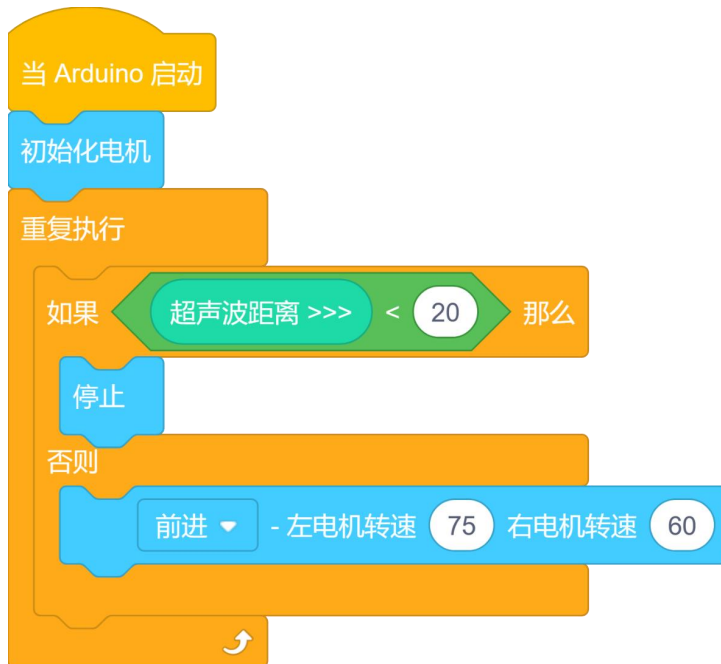 当 Arduino 启动
初始化电机
重复执行
如果 超声波距离 >>> < 20 那么
停止
否则
前进 - 左电机转速 75 右电机转速 60